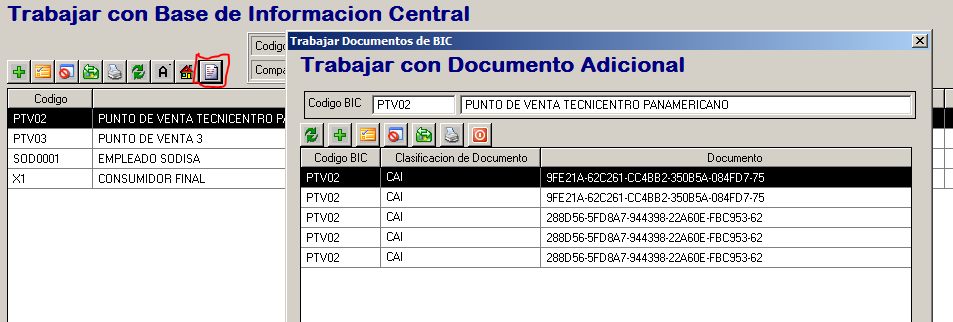 Trabajar con Base de Informacion Central
Codigo
Compa
A
Codigo
PTV02 PUNTO DE VENTA TECNICENTRO PA
PTV03 PUNTO DE VENTA 3
SOD0001 EMPLEADO SODISA
X1 CONSUMIDOR FINAL
Trabajar Documentos de BIC
Trabajar con Documento Adicional
Codigo BIC PTV02 PUNTO DE VENTA TECNICENTRO PANAMERICANO
Codigo BIC Clasificacion de Documento Documento
PTV02 CAI 9FE21A-62C261-CC4BB2-350B5A-084FD7-75
PTV02 CAI 9FE21A-62C261-CC4BB2-350B5A-084FD7-75
PTV02 CAI 288D56-5FD8A7-944398-22A60E-FBC953-62
PTV02 CAI 288D56-5FD8A7-944398-22A60E-FBC953-62
PTV02 CAI 288D56-5FD8A7-944398-22A60E-FBC953-62